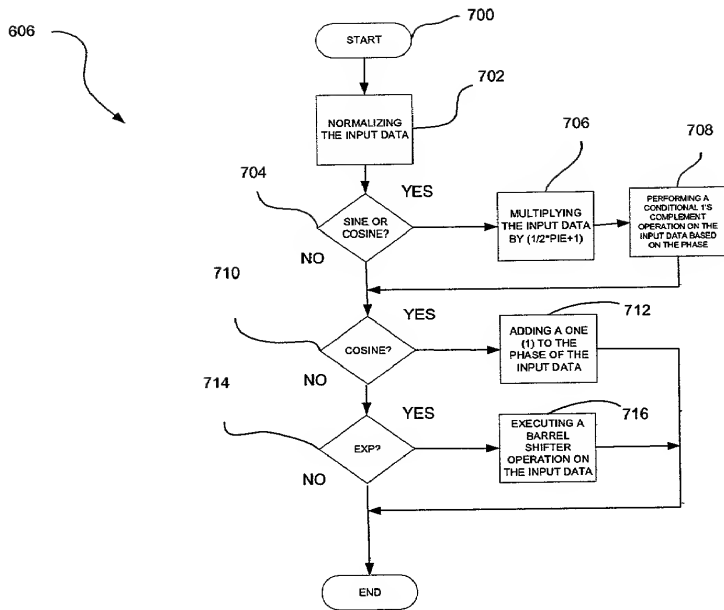 606
700
START
702
NORMALIZING
THE INPUT DATA
704
YES
SINE OR
COSINE?
NO
706
MULTIPLYING
THE INPUT DATA
BY (1/2*PIE+1)
708
PERFORMING A
CONDITIONAL 1'S
COMPLEMENT
OPERATION ON THE
INPUT DATA BASED
ON THE PHASE
710
YES
COSINE?
NO
712
ADDING A ONE
(1) TO THE
PHASE OF THE
INPUT DATA
714
YES
EXP?
NO
716
EXECUTING A
BARREL
SHIFTER
OPERATION ON
THE INPUT DATA
END